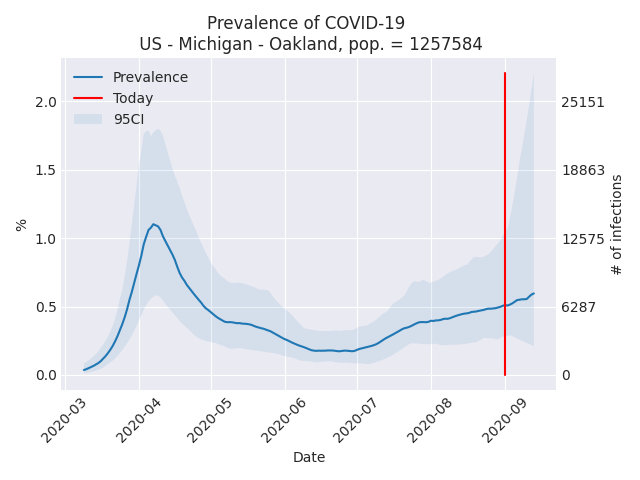 Prevalence of COVID-19
US - Michigan - Oakland, pop. = 1257584
Prevalence
Today
95CI
2.0
1.5
1.0
0.5
0.0
%
25151
18863
12575
6287
0
# of infections
2020-03
2020-04
2020-05
2020-06
2020-07
2020-08
2020-09
Date